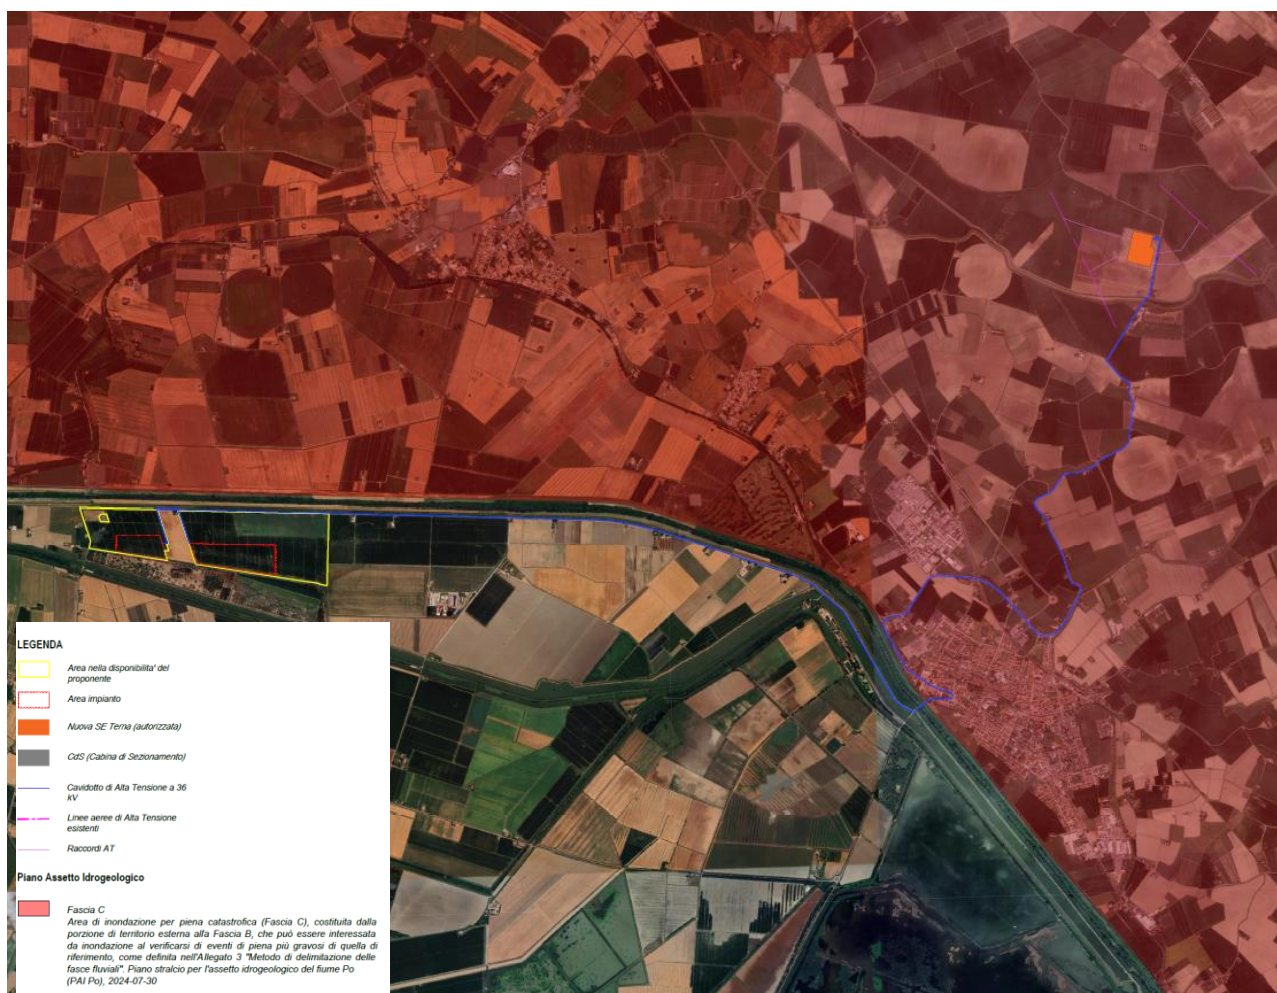 LEGENDA
Area nella disponibilita' del
proponente
Area impianto
Nuova SE Terna (autorizzata)
CdS (Cabina di Sezionamento)
Cavidotto di Alta Tensione a 36
kV
Linee aeree di Alta Tensione
esistenti
Raccordi AT
Piano Assetto Idrogeologico
Fascia C
Area di inondazione per piena catastrofica (Fascia C), costituita dalla
porzione di territorio esterna alla Fascia B, che può essere interessata
da inondazione al verificarsi di eventi di piena più gravosi di quella di
riferimento, come definita nell'Allegato 3 "Metodo di delimitazione delle
fasce fluviali". Piano stralcio per l'assetto idrogeologico del fiume Po
(PAI Po), 2024-07-30